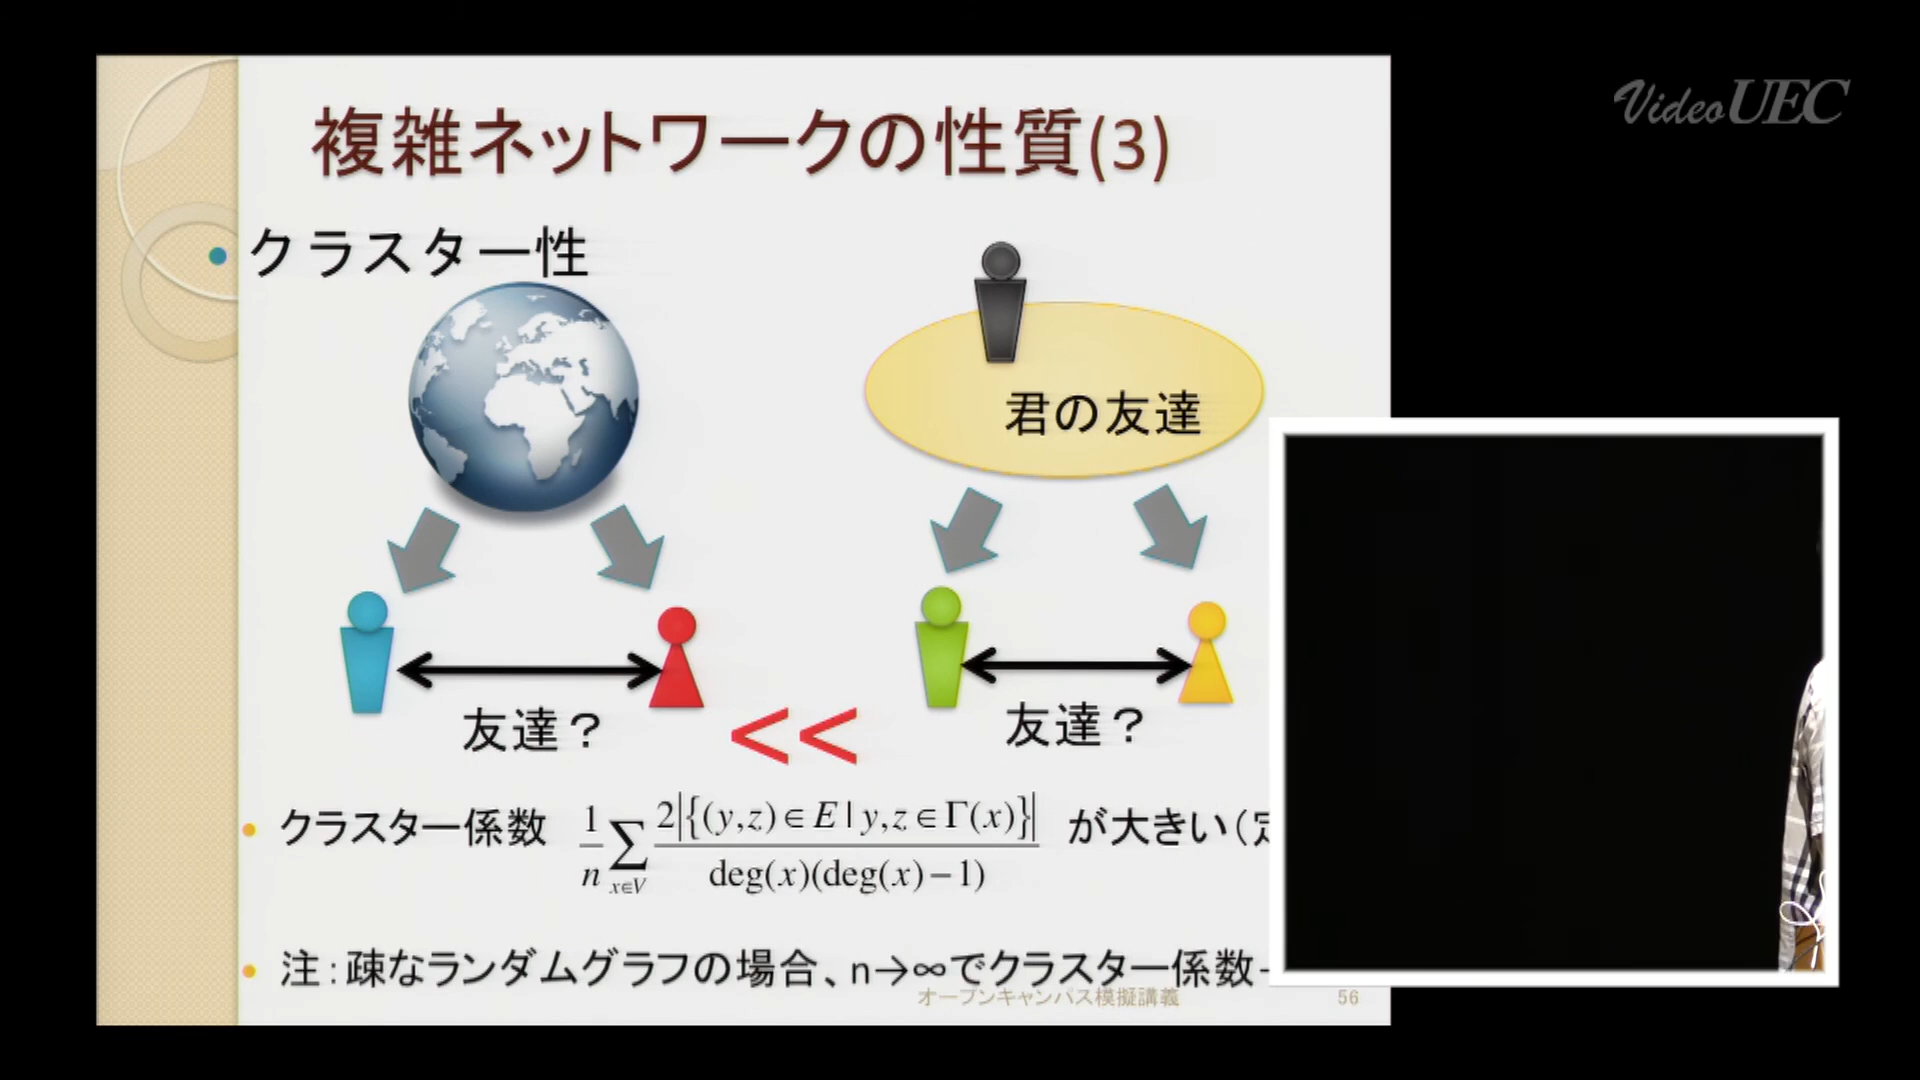 VideoUEC
複雑ネットワークの性質(3)
クラスター性
君の友達
友達？
<<
友達？
クラスター係数 1/n ∑ x∈V 2|{(y,z)∈E | y,z∈Γ(x)}| / deg(x)(deg(x)−1) が大きい（定
注：疎なランダムグラフの場合、n→∞でクラスター係数
オープンキャンパス模擬講義 56